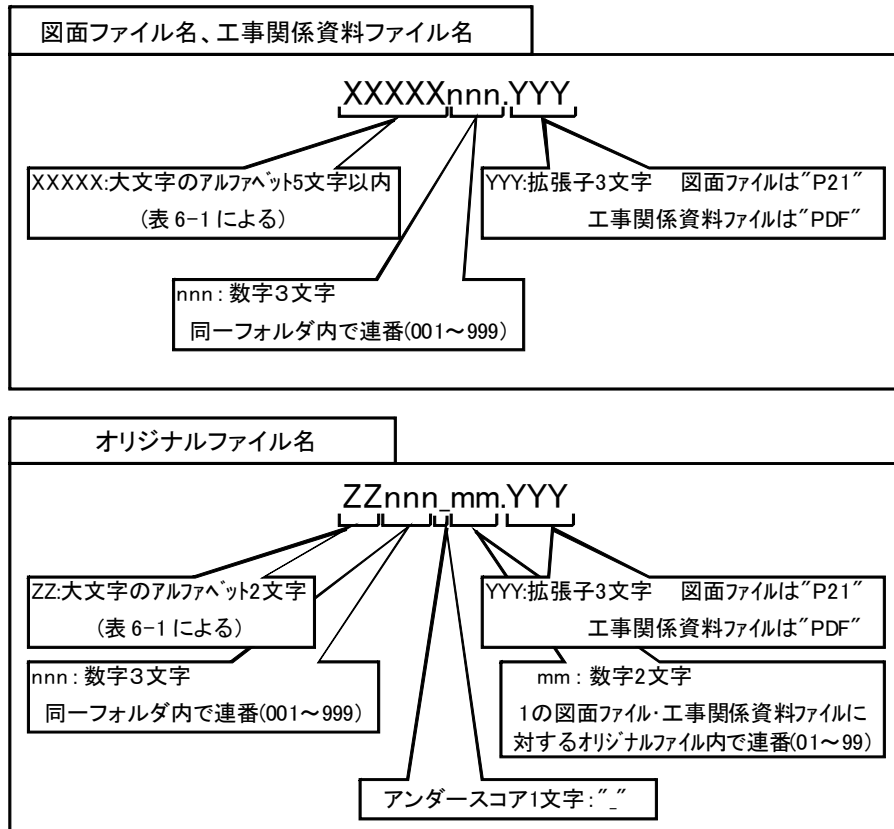 図面ファイル名、工事関係資料ファイル名
XXXXXnnn.YYY
XXXXX:大文字のアルファベット5文字以内
(表 6-1 による)
YYY:拡張子3文字 図面ファイルは"P21"
工事関係資料ファイルは"PDF"
nnn : 数字3文字
同一フォルダ内で連番(001～999)
オリジナルファイル名
ZZnnn_mm.YYY
ZZ:大文字のアルファベット2文字
(表 6-1 による)
YYY:拡張子3文字 図面ファイルは"P21"
工事関係資料ファイルは"PDF"
nnn : 数字3文字
同一フォルダ内で連番(001～999)
mm : 数字2文字
1の図面ファイル・工事関係資料ファイルに
対するオリジナルファイル内で連番(01～99)
アンダースコア1文字 : "_"